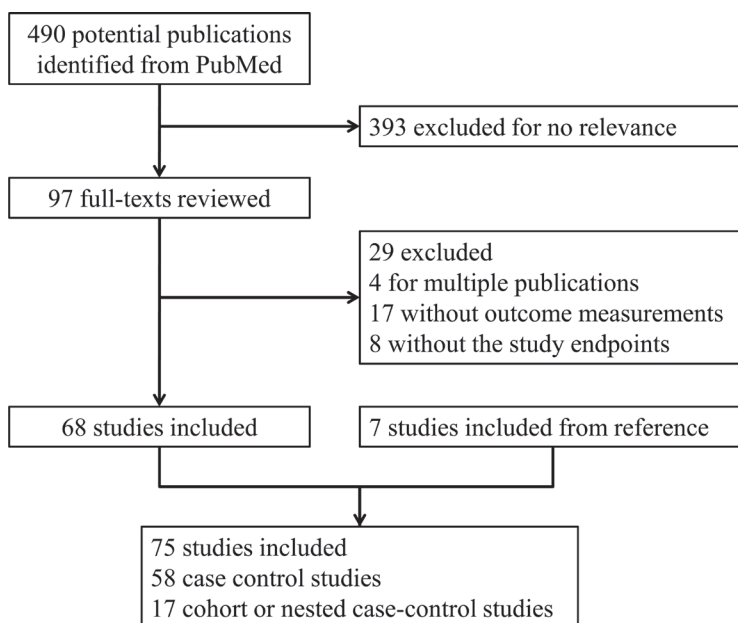 490 potential publications
identified from PubMed
393 excluded for no relevance
97 full-texts reviewed
29 excluded
4 for multiple publications
17 without outcome measurements
8 without the study endpoints
68 studies included
7 studies included from reference
75 studies included
58 case control studies
17 cohort or nested case-control studies